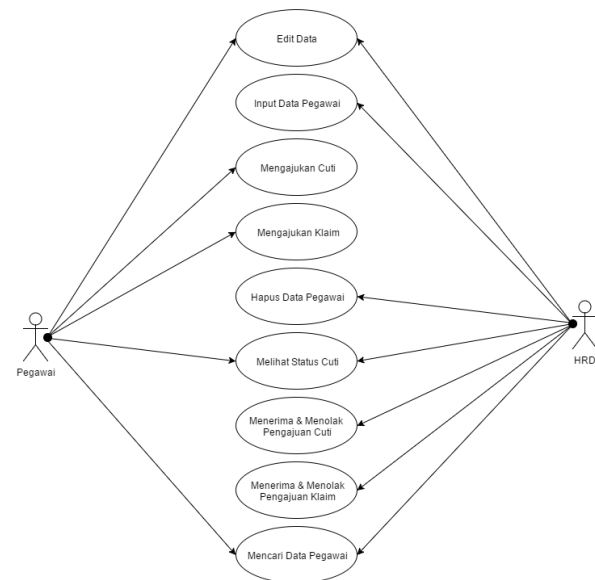 Edit Data
Input Data Pegawai
Mengajukan Cuti
Mengajukan Klaim
Hapus Data Pegawai
Melihat Status Cuti
Pegawai
HRD
Menerima & Menolak
Pengajuan Cuti
Menerima & Menolak
Pengajuan Klaim
Mencari Data Pegawai